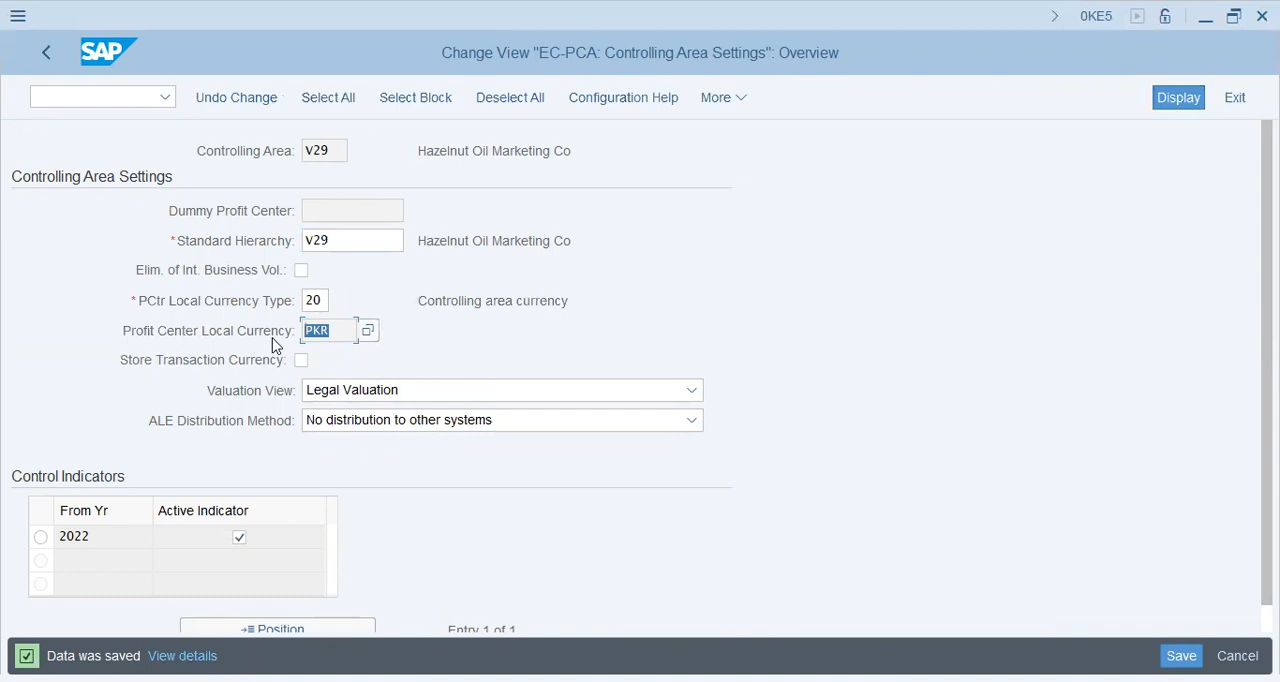 0KE5
SAP
Change View "EC-PCA: Controlling Area Settings": Overview
Undo Change Select All Select Block Deselect All Configuration Help More Display Exit
Controlling Area: V29 Hazelnut Oil Marketing Co
Controlling Area Settings
Dummy Profit Center:
*Standard Hierarchy: V29 Hazelnut Oil Marketing Co
Elim. of Int. Business Vol.:
*PCtr Local Currency Type: 20 Controlling area currency
Profit Center Local Currency: PKR
Store Transaction Currency:
Valuation View: Legal Valuation
ALE Distribution Method: No distribution to other systems
Control Indicators
From Yr Active Indicator
2022
Position Entry 1 of 1
Data was saved View details Save Cancel